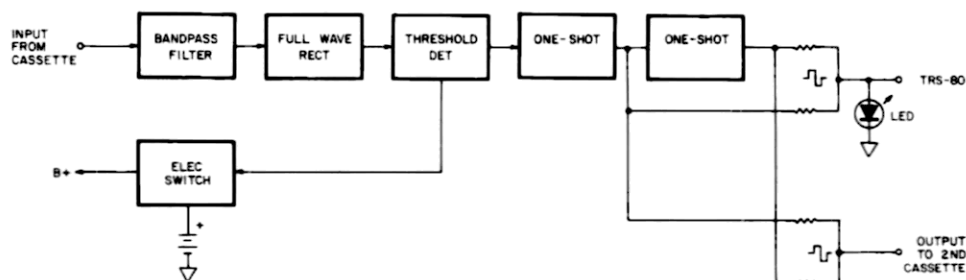 INPUT
FROM
CASSETTE
BANDPASS
FILTER
FULL WAVE
RECT
THRESHOLD
DET
ONE-SHOT
ONE-SHOT
TRS-80
LED
B+
ELEC
SWITCH
+
OUTPUT
TO 2ND
CASSETTE